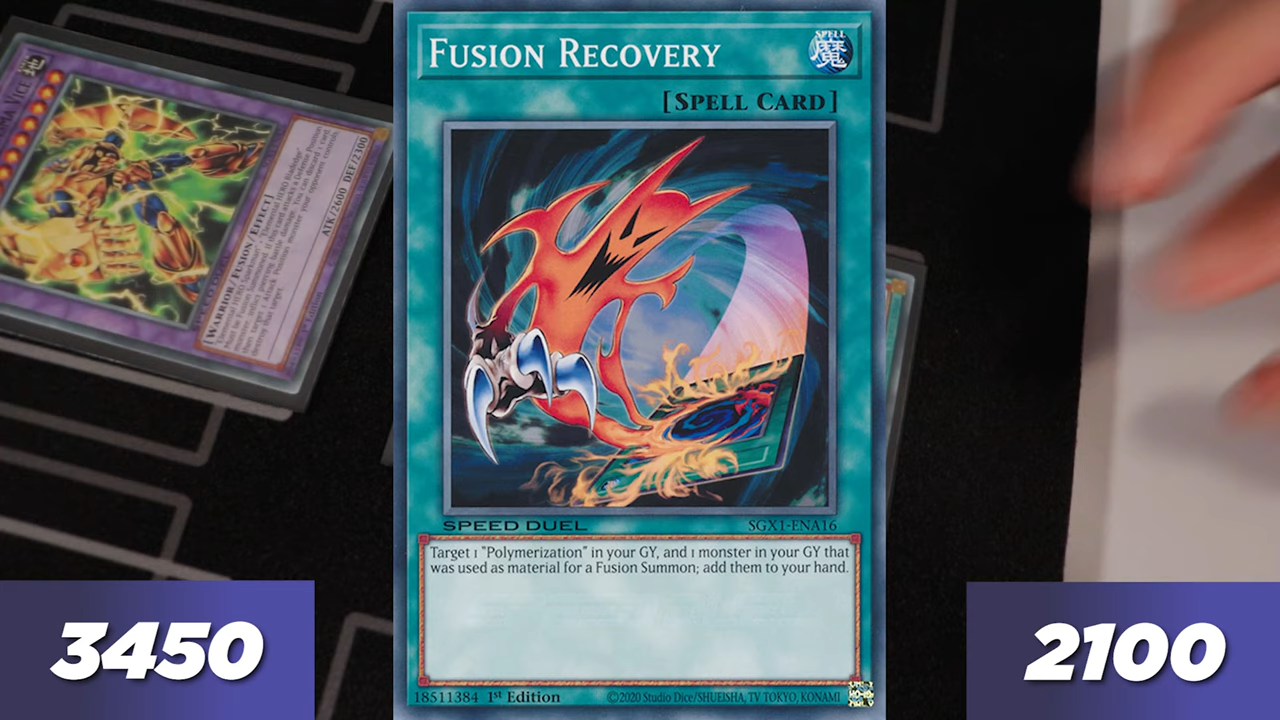 FUSION RECOVERY
SPELL
魔
[SPELL CARD]
SPEED DUEL
SGX1-ENA16
Target 1 "Polymerization" in your GY, and 1 monster in your GY that
was used as material for a Fusion Summon; add them to your hand.
18511384 1st Edition
©2020 Studio Dice/SHUEISHA, TV TOKYO, KONAMI
地
[WARRIOR/FUSION/EFFECT]
ATK/2600 DEF/2300
3450
2100